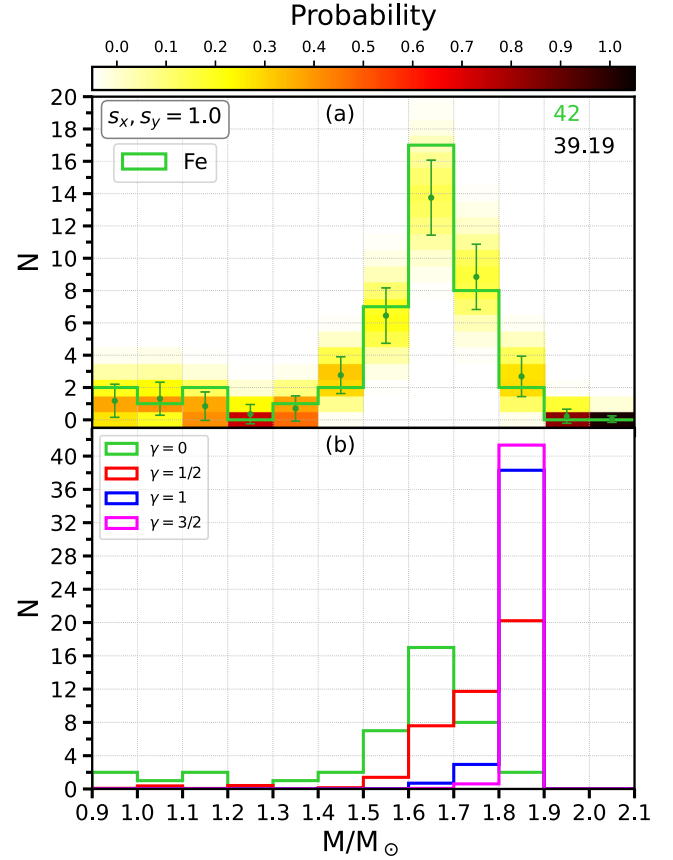 Probability
0.0 0.1 0.2 0.3 0.4 0.5 0.6 0.7 0.8 0.9 1.0
20
18
16
14
12
10
8
6
4
2
0
N
s_x, s_y = 1.0
(a)
42
39.19
Fe
40
36
32
28
24
20
16
12
8
4
0
N
(b)
γ = 0
γ = 1/2
γ = 1
γ = 3/2
0.9 1.0 1.1 1.2 1.3 1.4 1.5 1.6 1.7 1.8 1.9 2.0 2.1
M/M⊙